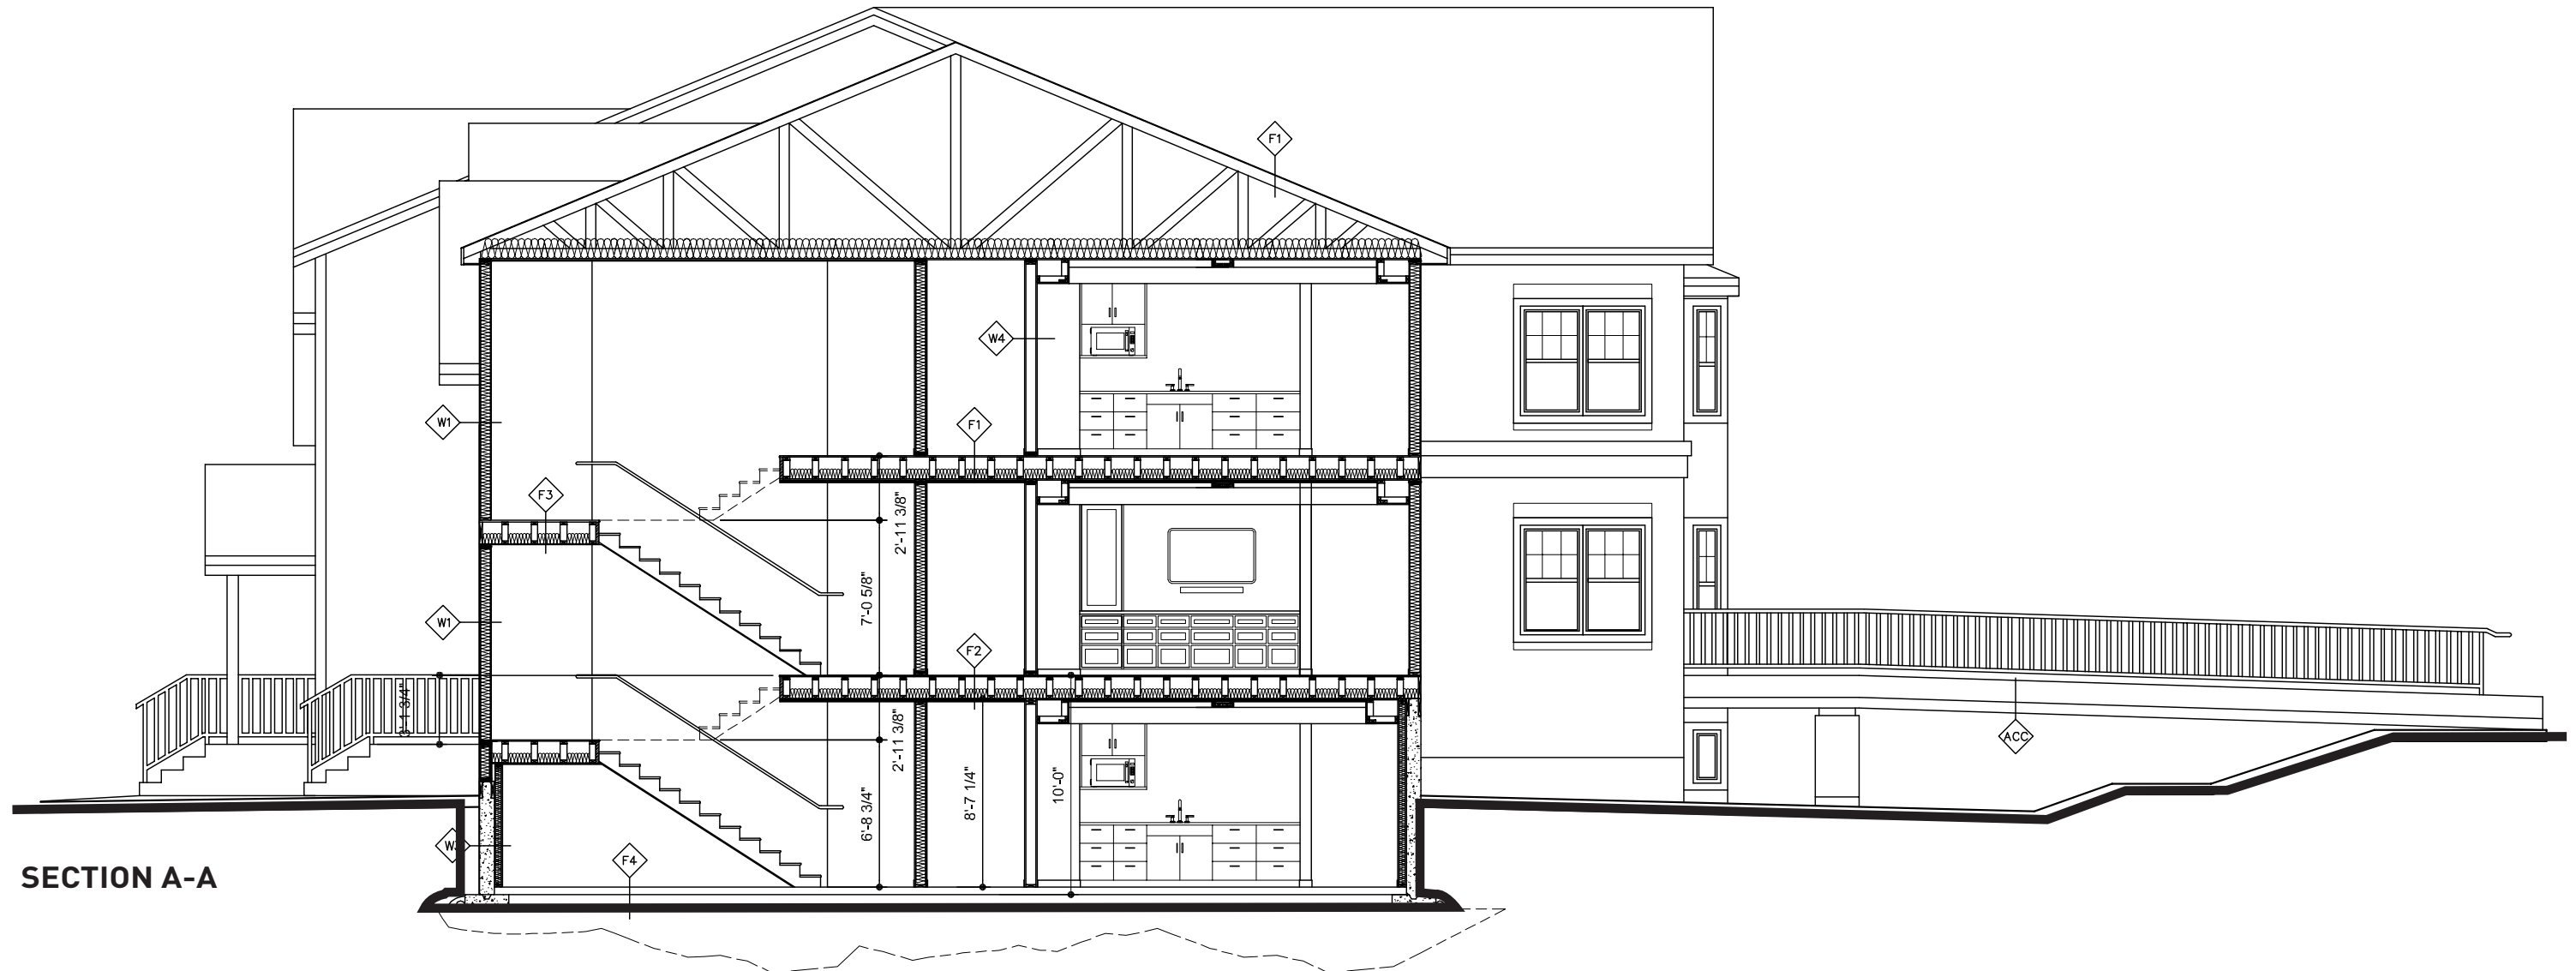 F1
W4
W1
F1
F3
2'-11 3/8"
7'-0 5/8"
W1
F2
3'-1 3/4"
2'-11 3/8"
ACC
6'-8 3/4"
8'-7 1/4"
10'-0"
F4
SECTION A-A